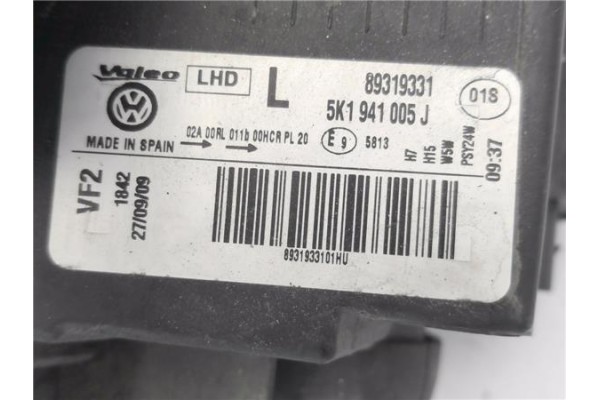 Valeo LHD L 89319331 01S
5K1 941 005 J
02A 00RL 011b 00HCR PL 20 E 9 5813
MADE IN SPAIN
H7
H15
W5W
PSY24W
09:37
VF2
1842
27/09/09
8931933101HU